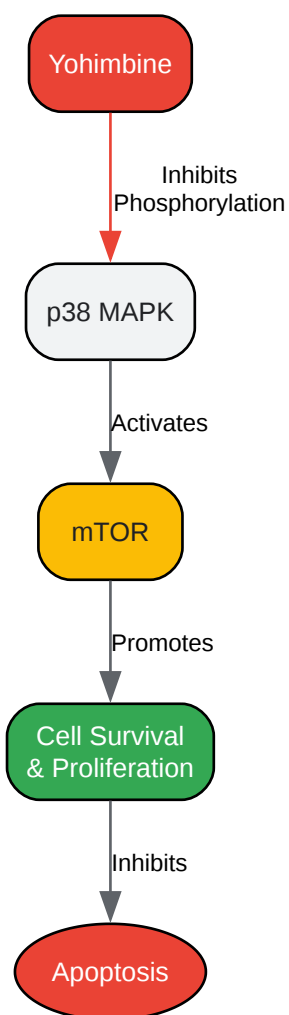 Yohimbine
Inhibits
Phosphorylation
p38 MAPK
Activates
mTOR
Promotes
Cell Survival
& Proliferation
Inhibits
Apoptosis